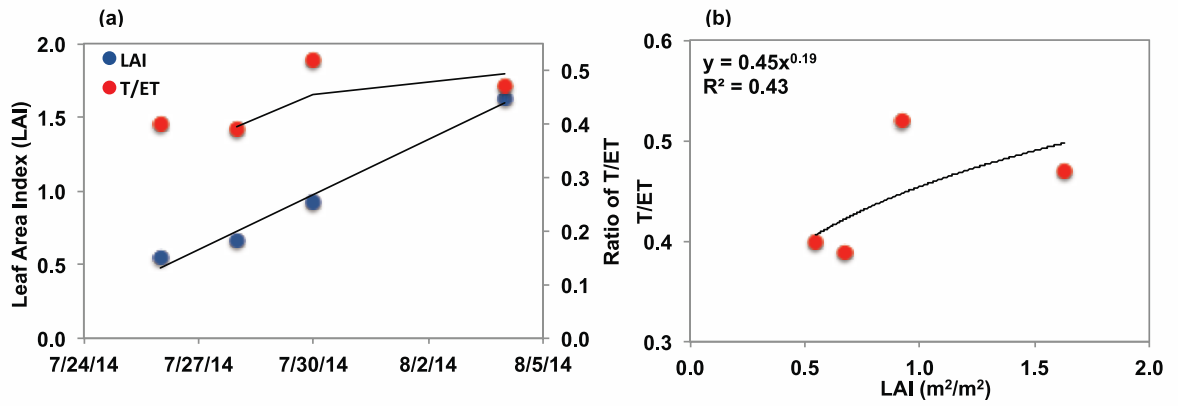 (a)
2.0
1.5
1.0
0.5
0.0
Leaf Area Index (LAI)
LAI
T/ET
0.5
0.4
0.3
0.2
0.1
0.0
Ratio of T/ET
7/24/14
7/27/14
7/30/14
8/2/14
8/5/14
(b)
0.6
0.5
0.4
0.3
T/ET
y = 0.45x^0.19
R² = 0.43
0.0
0.5
1.0
1.5
2.0
LAI (m²/m²)